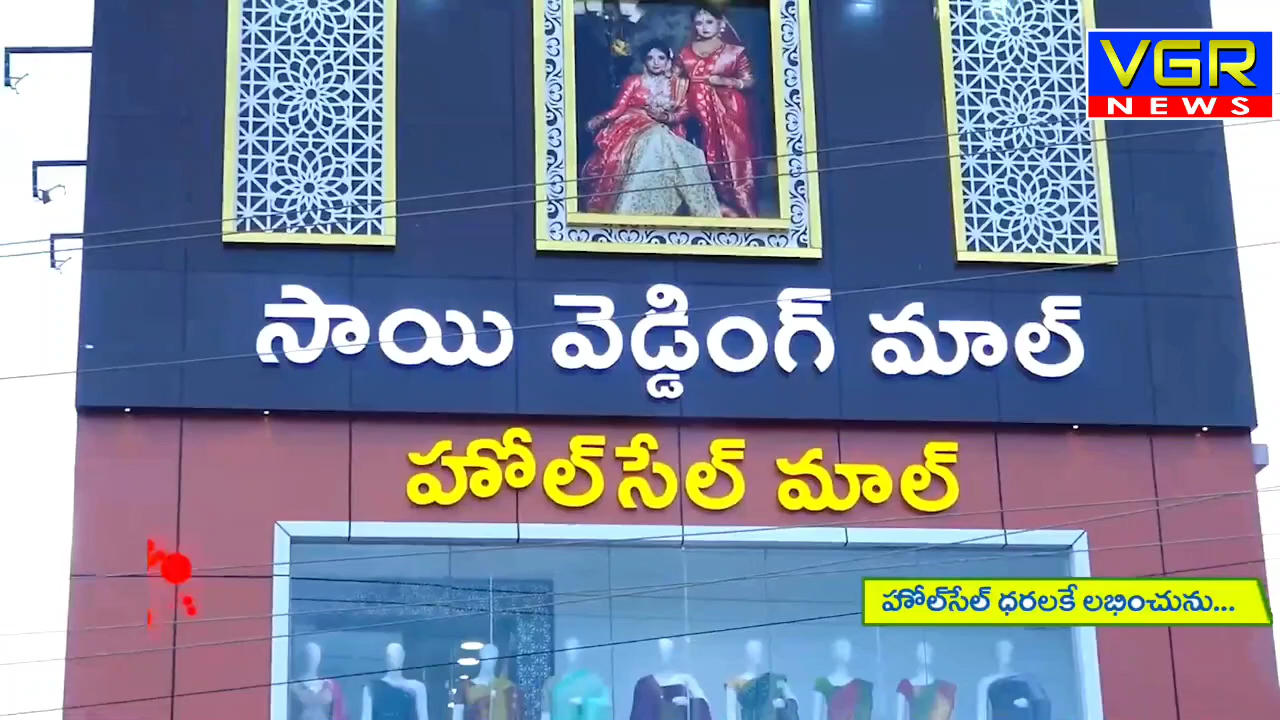 VGR
NEWS
సాయి వెడ్డింగ్ మాల్
హోల్‌సేల్ మాల్
హోల్‌సేల్ ధరలకే లభించును...